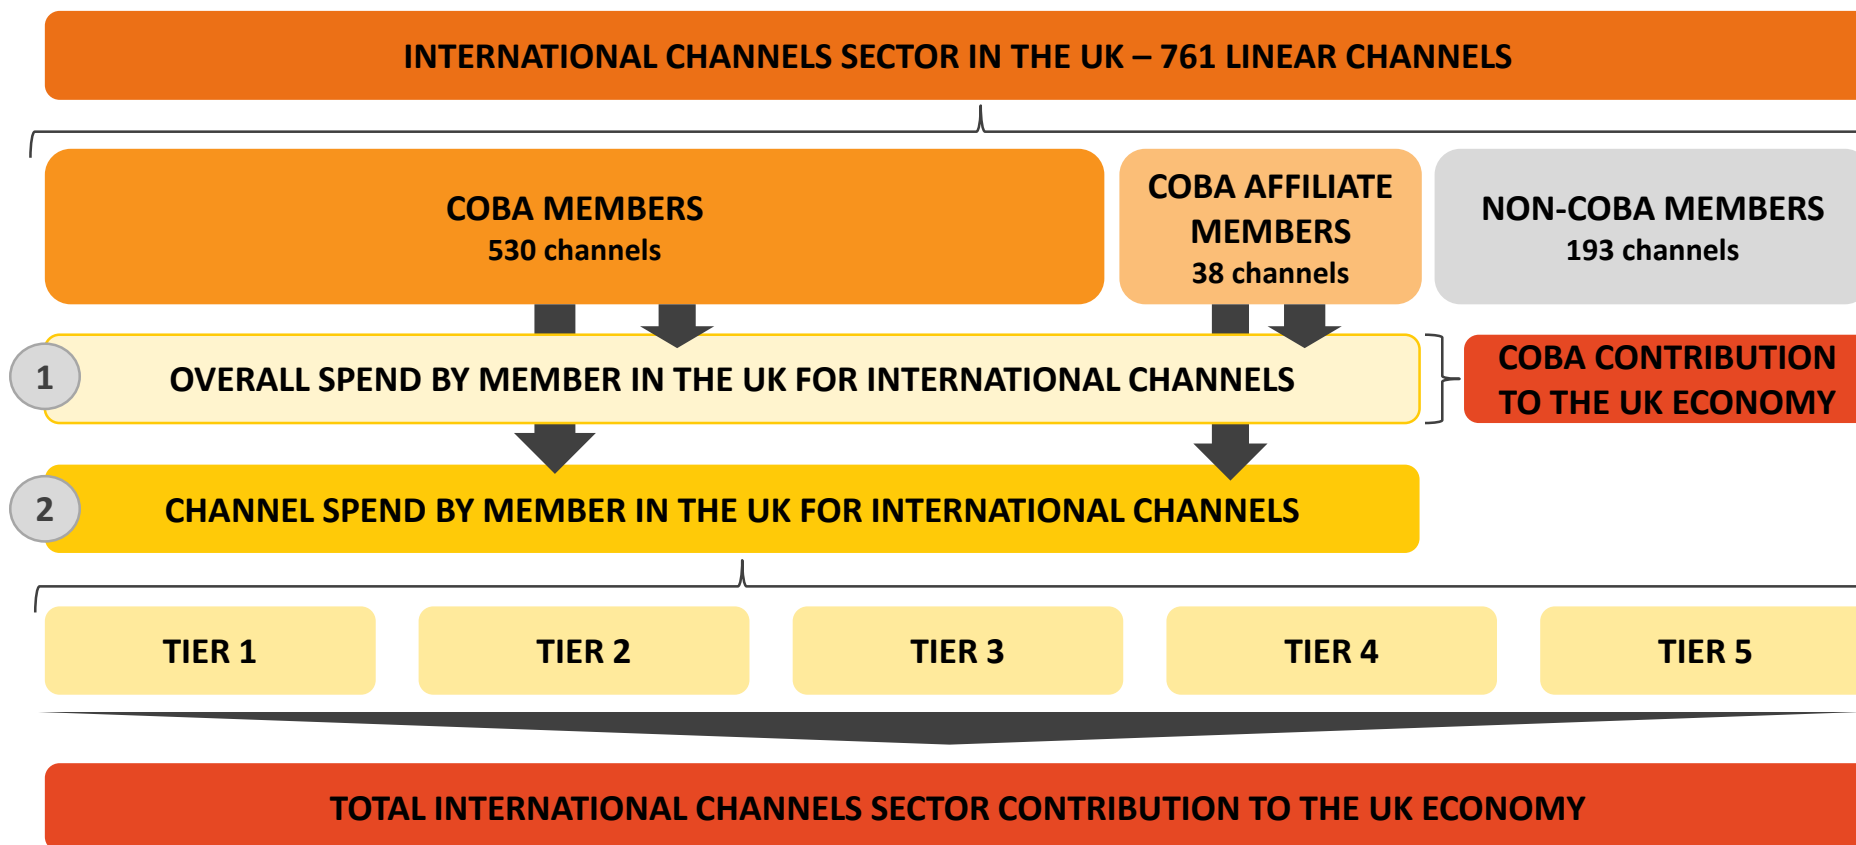 INTERNATIONAL CHANNELS SECTOR IN THE UK – 761 LINEAR CHANNELS
COBA MEMBERS
530 channels
COBA AFFILIATE
MEMBERS
38 channels
NON-COBA MEMBERS
193 channels
1
OVERALL SPEND BY MEMBER IN THE UK FOR INTERNATIONAL CHANNELS
COBA CONTRIBUTION
TO THE UK ECONOMY
2
CHANNEL SPEND BY MEMBER IN THE UK FOR INTERNATIONAL CHANNELS
TIER 1
TIER 2
TIER 3
TIER 4
TIER 5
TOTAL INTERNATIONAL CHANNELS SECTOR CONTRIBUTION TO THE UK ECONOMY